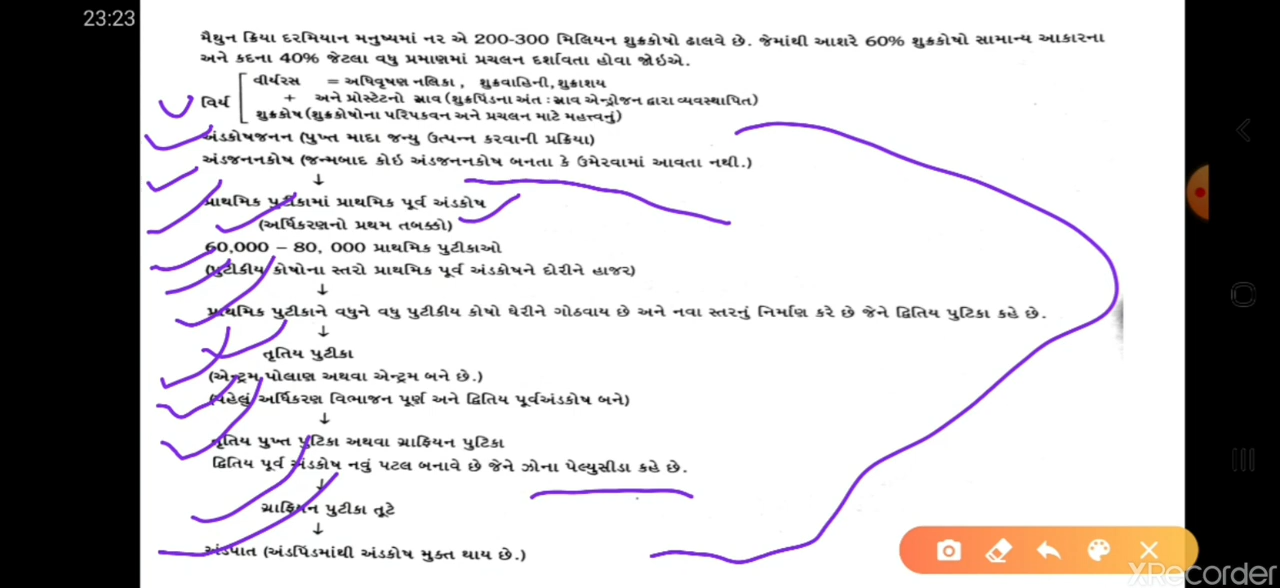 23:23
મૈથુન ક્રિયા દરમિયાન મનુષ્યમાં નર એ 200-300 મિલિયન શુક્રકોષો ઢાલવે છે. જેમાંથી આશરે 60% શુક્રકોષો સામાન્ય આકારના
અને કદના 40% જેટલા વધુ પ્રમાણમાં પ્રચલન દર્શાવતા હોવા જોઇએ.
વીર્યરસ = અધિવૃષણ નલિકા, શુક્રવાહિની, શુક્રાશય
વિર્ય + અને પ્રોસ્ટેટનો સ્રાવ (શુક્રપિંડના અંત:સ્રાવ એન્ડ્રોજન દ્વારા વ્યવસ્થાપિત)
શુક્રકોષ (શુક્રકોષોના પરિપકવન અને પ્રચલન માટે મહત્ત્વનું)
અંડકોષજનન (પુખ્ત માદા જન્યુ ઉત્પન્ન કરવાની પ્રક્રિયા)
અંડજનનકોષ (જન્મબાદ કોઇ અંડજનનકોષ બનતા કે ઉમેરવામાં આવતા નથી.)
↓
પ્રાથમિક પુટીકામાં પ્રાથમિક પૂર્વ અંડકોષ
(અર્ધિકરણનો પ્રથમ તબક્કો)
60,000 – 80, 000 પ્રાથમિક પુટીકાઓ
(પુટીકીય કોષોના સ્તરો પ્રાથમિક પૂર્વ અંડકોષને દોરીને હાજર)
↓
પ્રાથમિક પુટીકાને વધુને વધુ પુટીકીય કોષો ઘેરીને ગોઠવાય છે અને નવા સ્તરનું નિર્માણ કરે છે જેને દ્વિતિય પુટિકા કહે છે.
↓
તૃતિય પુટીકા
(એન્ટ્રમ પોલાણ અથવા એન્ટ્રમ બને છે.)
(પહેલું અર્ધિકરણ વિભાજન પૂર્ણ અને દ્વિતિય પૂર્વઅંડકોષ બને)
↓
તૃતિય પુખ્ત પુટિકા અથવા ગ્રાફિયન પુટિકા
દ્વિતિય પૂર્વ અંડકોષ નવું પટલ બનાવે છે જેને ઝોના પેલ્યુસીડા કહે છે.
↓
ગ્રાફિયન પુટીકા તૂટે
↓
અંડપાત (અંડપિંડમાંથી અંડકોષ મુક્ત થાય છે.)
XRecorder